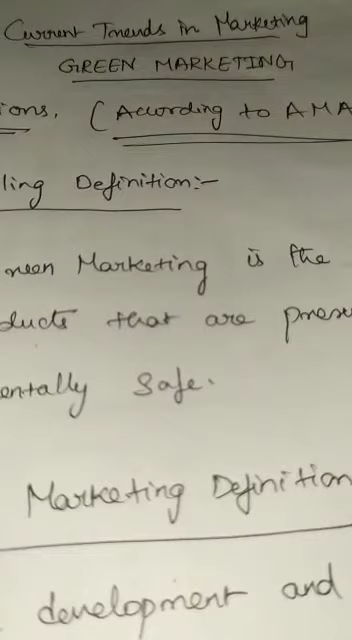 Current Trends in Marketing
GREEN MARKETING
ions. (According to AMA
ling Definition:-
reen Marketing is the
ducts that are presu
entally safe.
Marketing Definition
development and